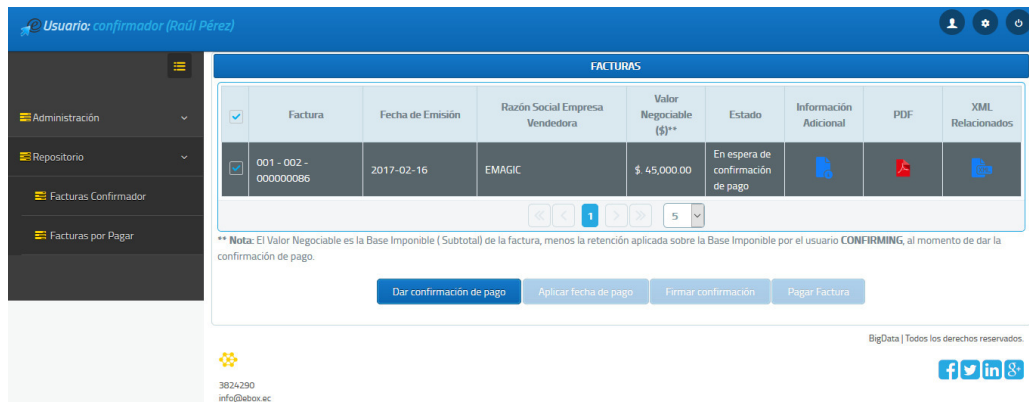 Usuario: confirmador (Raúl Pérez)
Administración
Repositorio
Facturas Confirmador
Facturas por Pagar
FACTURAS
Factura
Fecha de Emisión
Razón Social Empresa
Vendedora
Valor
Negociable
($)**
Estado
Información
Adicional
PDF
XML
Relacionados
001 - 002 -
000000086
2017-02-16
EMAGIC
$. 45,000.00
En espera de
confirmación
de pago
1
5
** Nota: El Valor Negociable es la Base Imponible ( Subtotal) de la factura, menos la retención aplicada sobre la Base Imponible por el usuario CONFIRMING, al momento de dar la
confirmación de pago.
Dar confirmación de pago
Aplicar fecha de pago
Firmar confirmación
Pagar Factura
BigData | Todos los derechos reservados.
3824290
info@ebox.ec